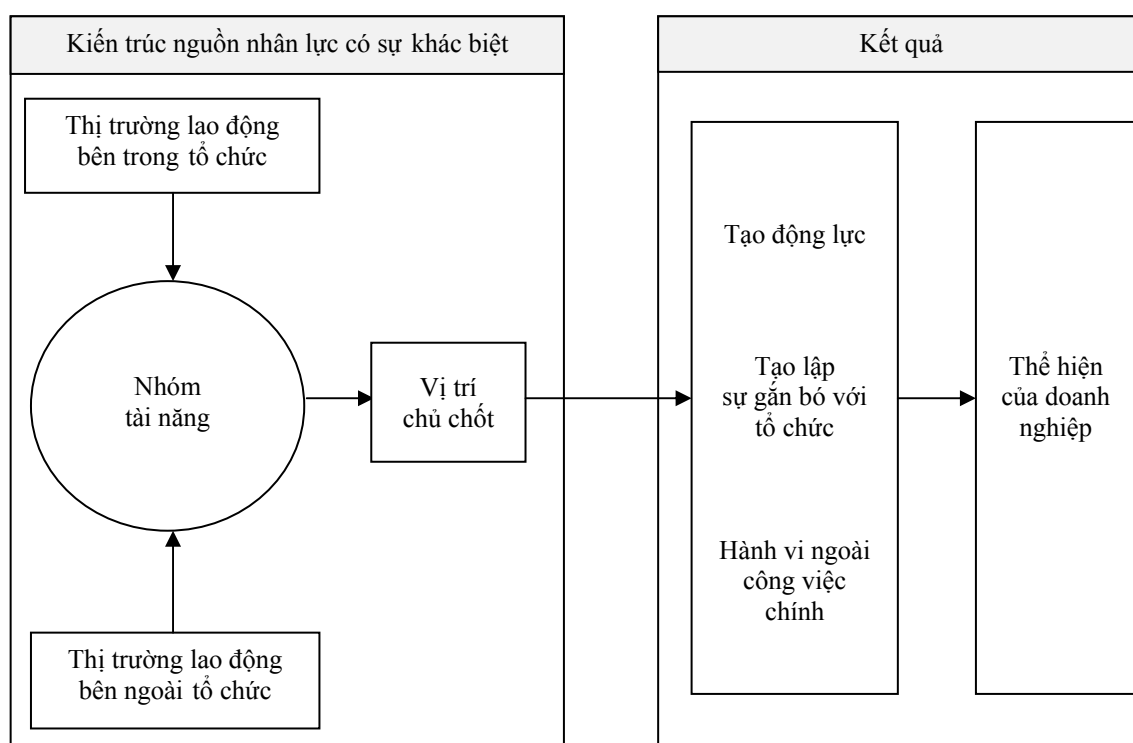 Kiến trúc nguồn nhân lực có sự khác biệt
Thị trường lao động
bên trong tổ chức
Nhóm
tài năng
Vị trí
chủ chốt
Thị trường lao động
bên ngoài tổ chức
Kết quả
Tạo động lực
Tạo lập
sự gắn bó với
tổ chức
Hành vi ngoài
công việc
chính
Thể hiện
của doanh
nghiệp